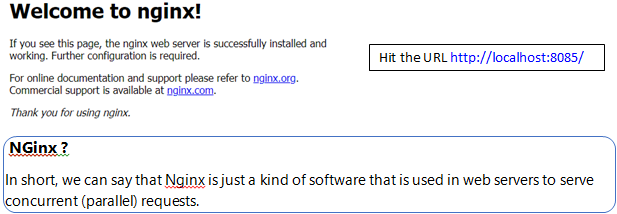 Welcome to nginx!
If you see this page, the nginx web server is successfully installed and
working. Further configuration is required.
Hit the URL http://localhost:8085/
For online documentation and support please refer to nginx.org.
Commercial support is available at nginx.com.
Thank you for using nginx.
NGinx ?
In short, we can say that Nginx is just a kind of software that is used in web servers to serve
concurrent (parallel) requests.